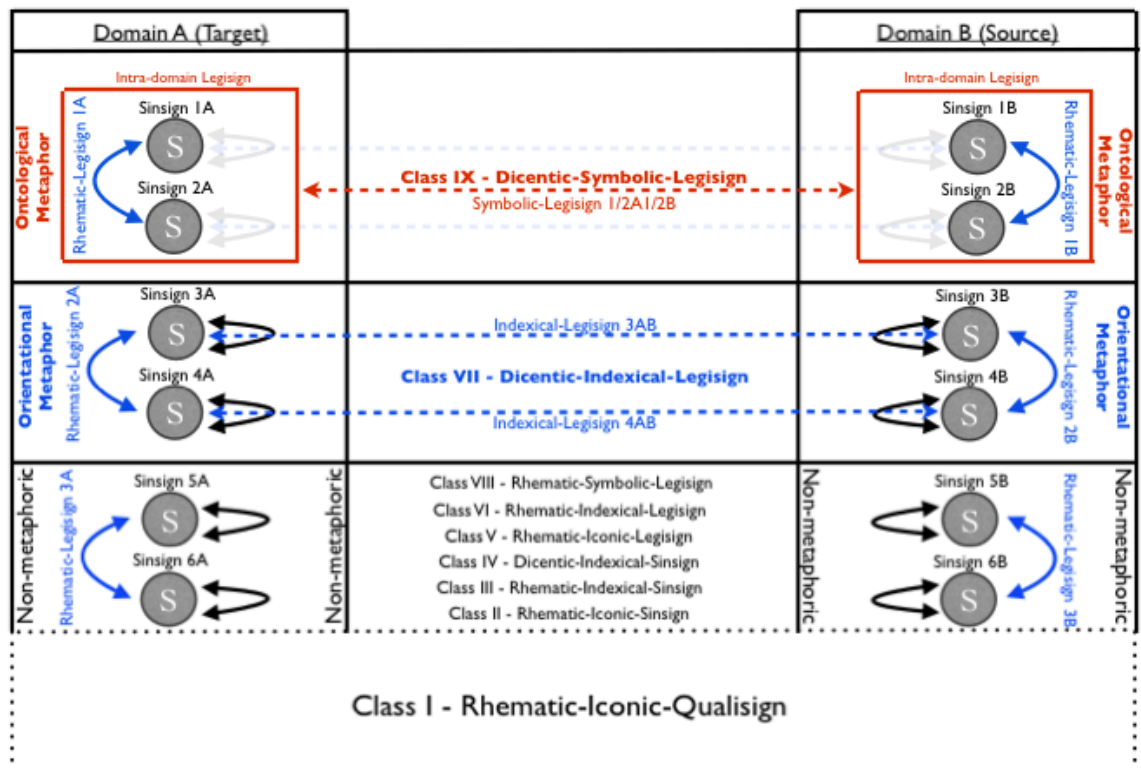 Domain A (Target)
Domain B (Source)
Intra-domain Legisign
Intra-domain Legisign
Ontological
Metaphor
Rhematic-Legisign 1A
Sinsign 1A
S
Sinsign 2A
S
Class IX - Dicentic-Symbolic-Legisign
Symbolic-Legisign 1/2A1/2B
Sinsign 1B
S
Sinsign 2B
S
Rhematic-Legisign 1B
Ontological
Metaphor
Orientational
Metaphor
Rhematic-Legisign 2A
Sinsign 3A
S
Sinsign 4A
S
Indexical-Legisign 3AB
Class VII - Dicentic-Indexical-Legisign
Indexical-Legisign 4AB
Sinsign 3B
S
Sinsign 4B
S
Rhematic-Legisign 2B
Orientational
Metaphor
Non-metaphoric
Rhematic-Legisign 3A
Sinsign 5A
S
Sinsign 6A
S
Non-metaphoric
Class VIII - Rhematic-Symbolic-Legisign
Class VI - Rhematic-Indexical-Legisign
Class V - Rhematic-Iconic-Legisign
Class IV - Dicentic-Indexical-Sinsign
Class III - Rhematic-Indexical-Sinsign
Class II - Rhematic-Iconic-Sinsign
Non-metaphoric
Sinsign 5B
S
Sinsign 6B
S
Rhematic-Legisign 3B
Non-metaphoric
Class I - Rhematic-Iconic-Qualisign